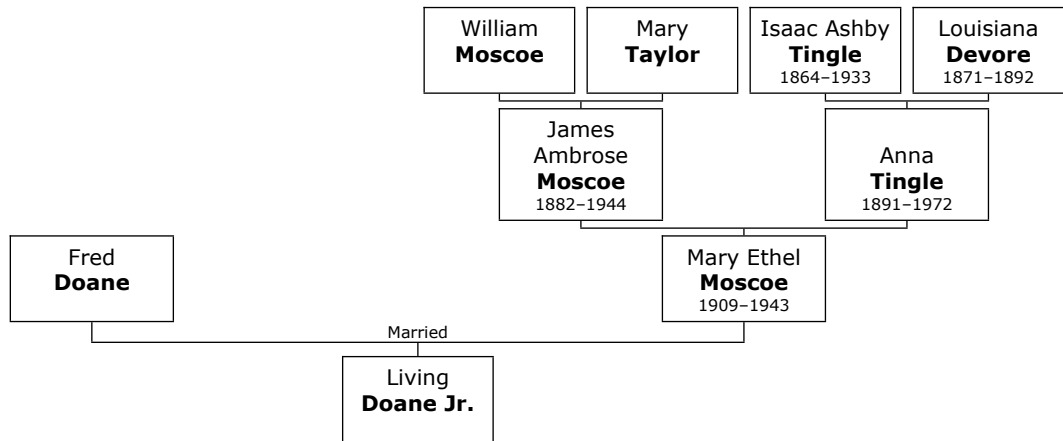 William
Moscoe
Mary
Taylor
Isaac Ashby
Tingle
1864–1933
Louisiana
Devore
1871–1892
James
Ambrose
Moscoe
1882–1944
Anna
Tingle
1891–1972
Fred
Doane
Mary Ethel
Moscoe
1909–1943
Married
Living
Doane Jr.